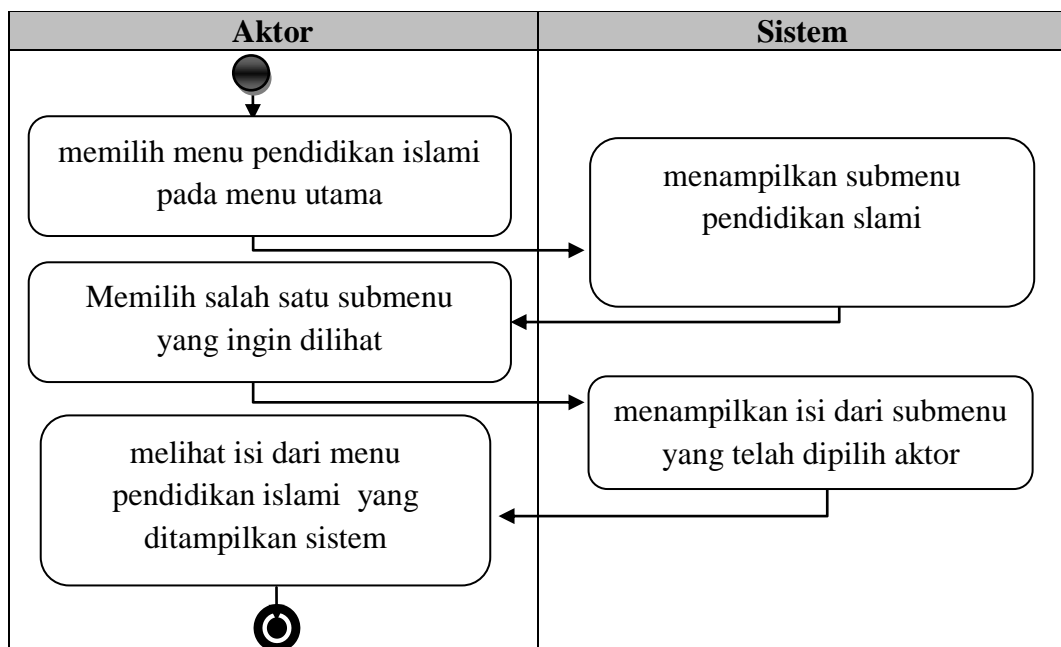 Aktor
Sistem
memilih menu pendidikan islami
pada menu utama
menampilkan submenu
pendidikan slami
Memilih salah satu submenu
yang ingin dilihat
menampilkan isi dari submenu
yang telah dipilih aktor
melihat isi dari menu
pendidikan islami  yang
ditampilkan sistem